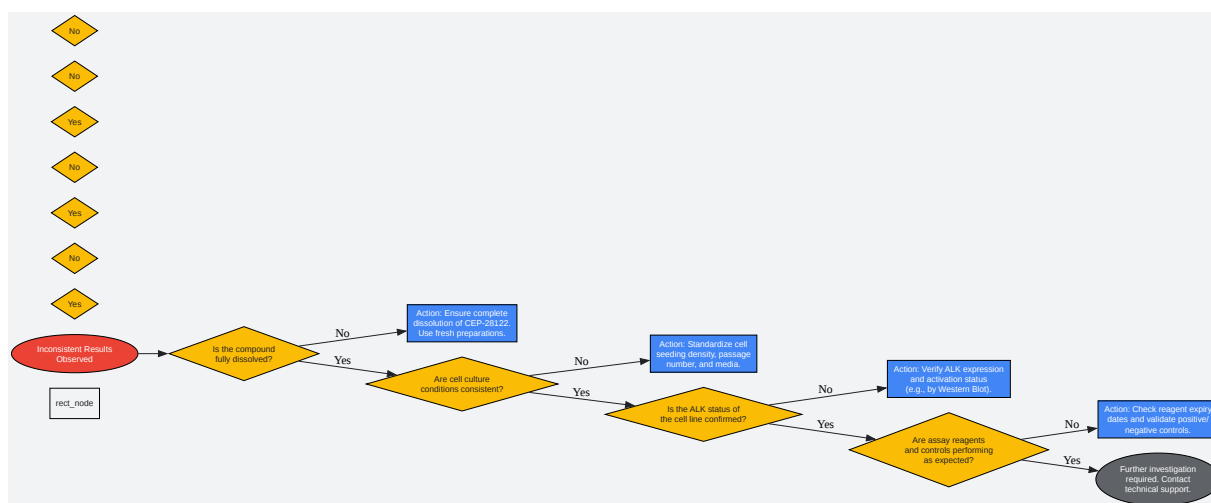 No
No
Yes
No
Yes
No
Yes
Inconsistent Results
Observed
rect_node
Is the compound
fully dissolved?
No
Yes
Action: Ensure complete
dissolution of CEP-28122.
Use fresh preparations.
Are cell culture
conditions consistent?
No
Yes
Action: Standardize cell
seeding density, passage
number, and media.
Is the ALK status of
the cell line confirmed?
No
Yes
Action: Verify ALK expression
and activation status
(e.g., by Western Blot).
Are assay reagents
and controls performing
as expected?
No
Yes
Action: Check reagent expiry
dates and validate positive/
negative controls.
Further investigation
required. Contact
technical support.